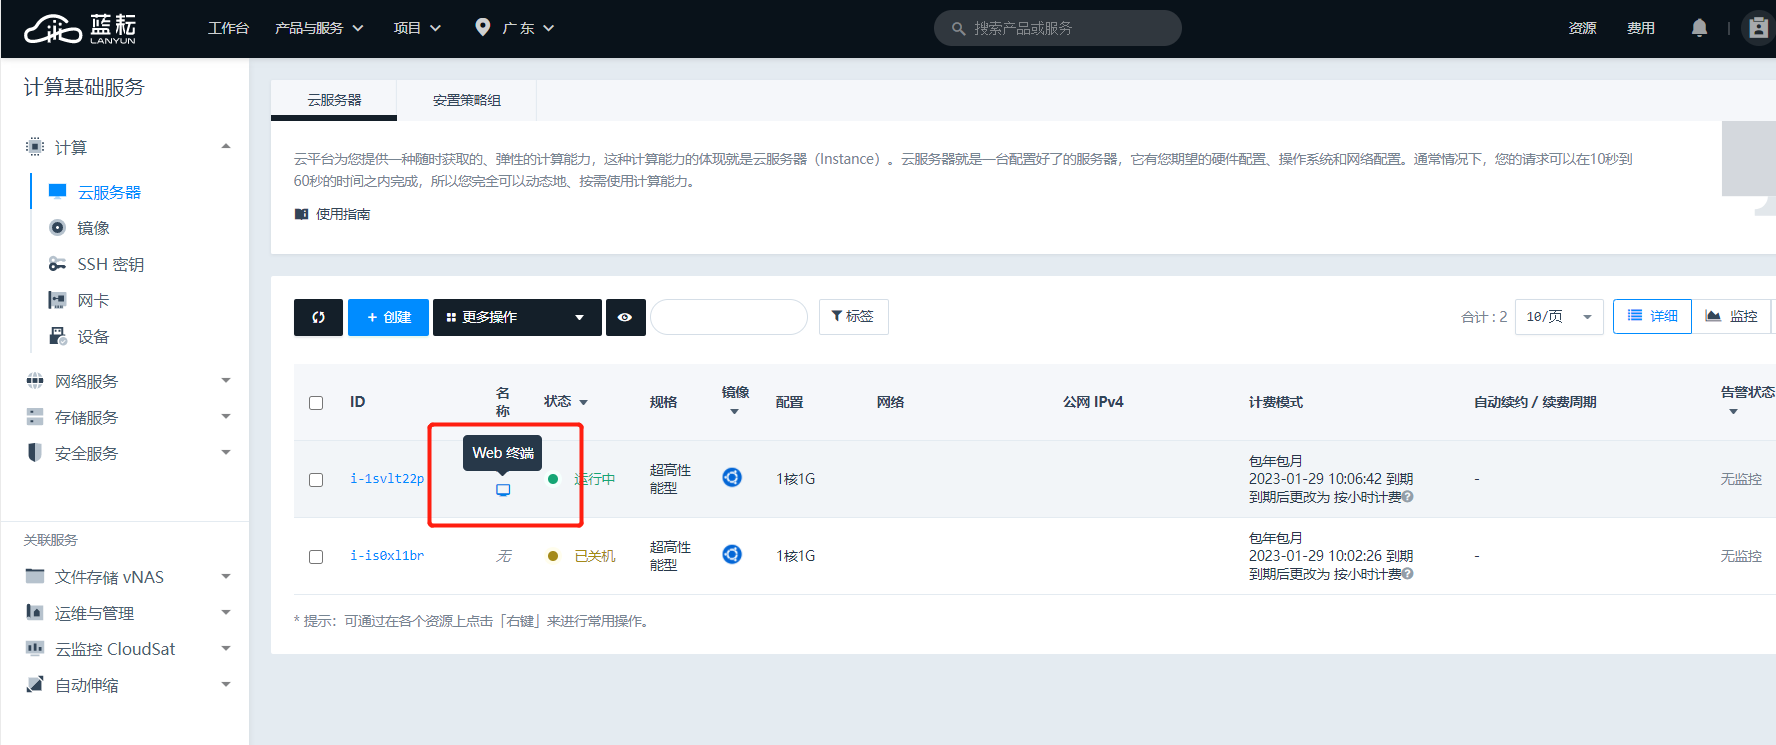 蓝耘
LANYUN
工作台
产品与服务
项目
广东
搜索产品或服务
资源
费用
计算基础服务
计算
云服务器
镜像
SSH 密钥
网卡
设备
网络服务
存储服务
安全服务
关联服务
文件存储 vNAS
运维与管理
云监控 CloudSat
自动伸缩
云服务器
安置策略组
云平台为您提供一种随时获取的、弹性的计算能力，这种计算能力的体现就是云服务器（Instance）。云服务器就是一台配置好了的服务器，它有您期望的硬件配置、操作系统和网络配置。通常情况下，您的请求可以在10秒到
60秒的时间之内完成，所以您完全可以动态地、按需使用计算能力。
使用指南
+ 创建
更多操作
标签
合计 : 2
10/页
详细
监控
ID
名
称
状态
规格
镜像
配置
网络
公网 IPv4
计费模式
自动续约 / 续费周期
告警状态
i-1svlt22p
Web 终端
运行中
超高性
能型
1核1G
包年包月
2023-01-29 10:06:42 到期
到期后更改为 按小时计费
-
无监控
i-is0xl1br
无
已关机
超高性
能型
1核1G
包年包月
2023-01-29 10:02:26 到期
到期后更改为 按小时计费
-
无监控
* 提示：可通过在各个资源上点击「右键」来进行常用操作。